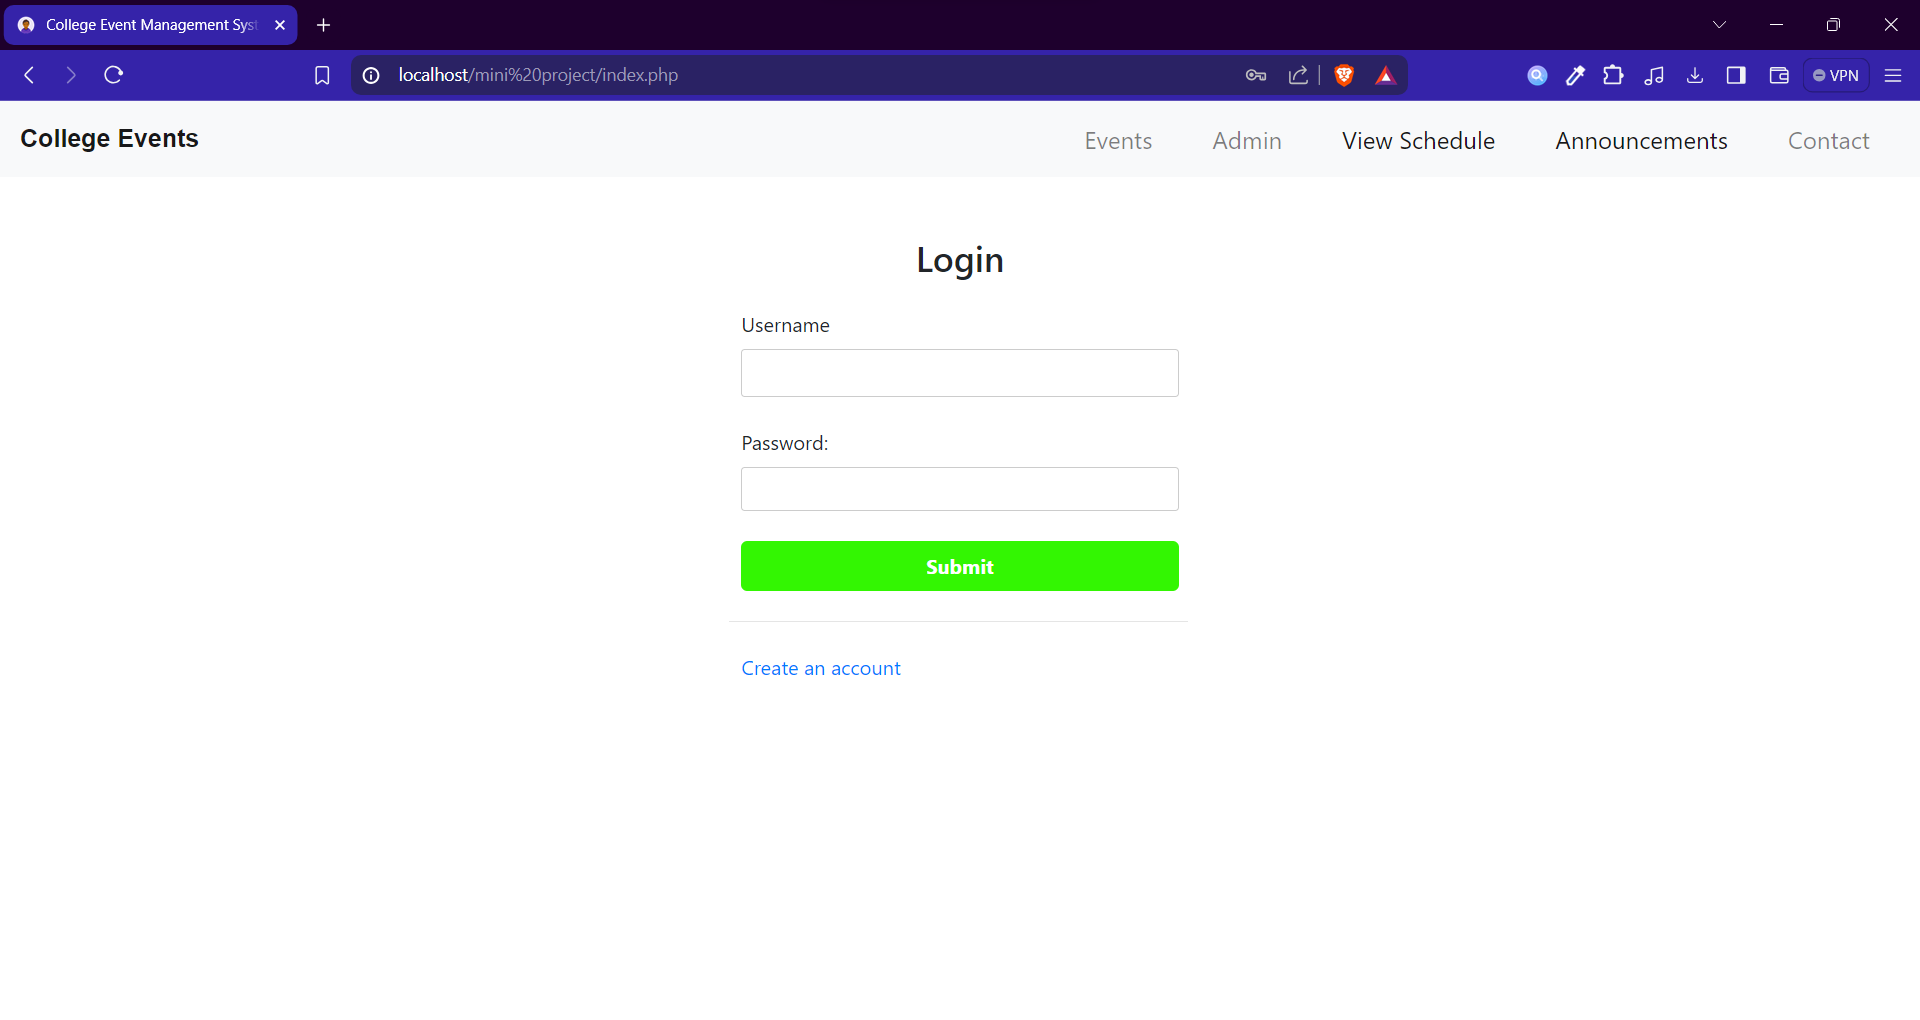 College Event Management Syst
localhost/mini%20project/index.php
VPN
College Events
Events
Admin
View Schedule
Announcements
Contact
Login
Username
Password:
Submit
Create an account